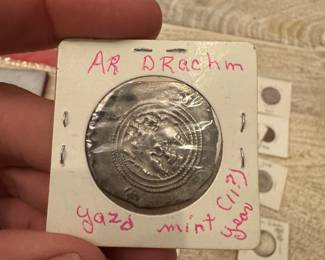 AR DRachm
yazd mint year (11?)